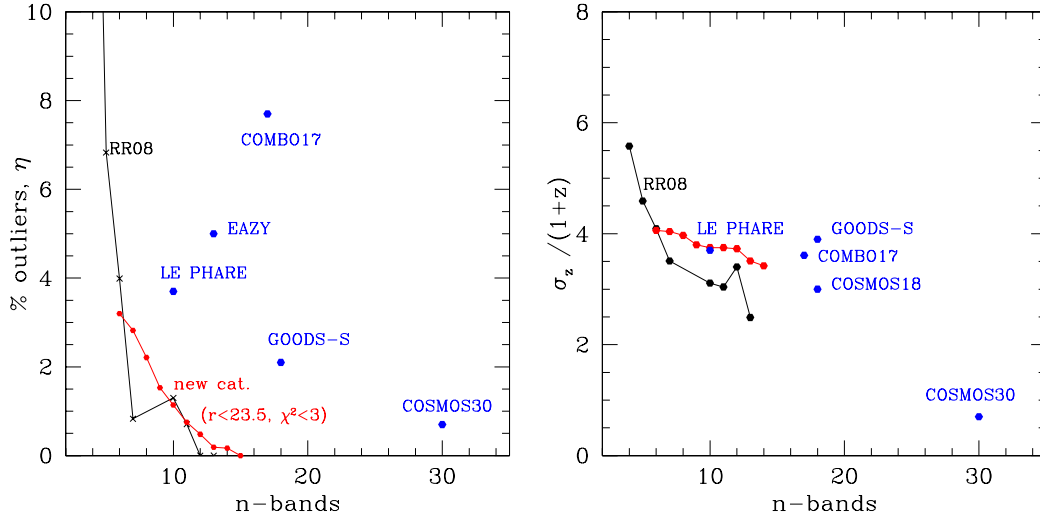 10
8
6
4
2
0
% outliers, η
RR08
COMBO17
EAZY
LE PHARE
GOODS-S
new cat.
(r<23.5, χ²<3)
COSMOS30
10
20
30
n-bands
8
6
4
2
0
σz /(1+z)
RR08
LE PHARE
GOODS-S
COMBO17
COSMOS18
COSMOS30
10
20
30
n-bands